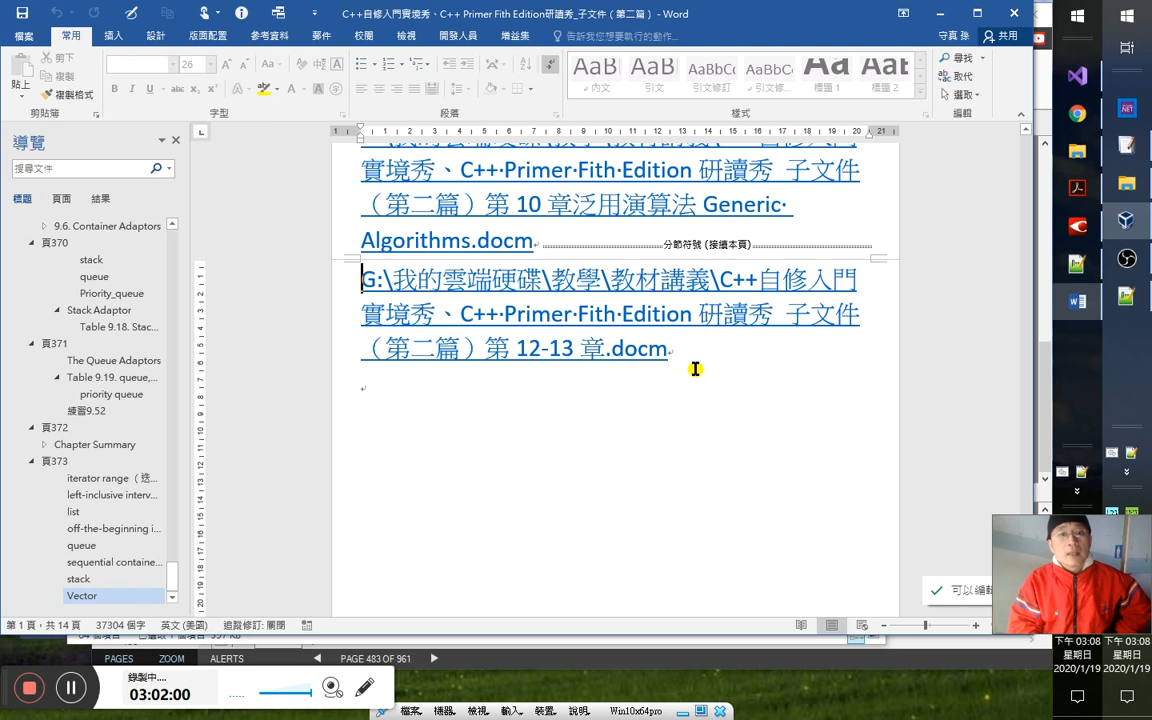 C++自修入門實境秀、C++ Primer Fith Edition研讀秀_子文件（第二篇） - Word
檔案 常用 插入 設計 版面配置 參考資料 郵件 校閱 檢視 開發人員 增益集 告訴我您想要執行的動作... 守真 孫 共用
剪下
複製
複製格式
貼上
26
尋找
取代
選取
剪貼簿 字型 段落 樣式 編輯
內文 引文 引文修訂 引文修... 標題 1 標題 2
導覽
搜尋文件
標題 頁面 結果
9.6. Container Adaptors
頁370
stack
queue
Priority_queue
Stack Adaptor
Table 9.18. Stac...
頁371
The Queue Adaptors
Table 9.19. queue,...
priority queue
練習9.52
頁372
Chapter Summary
頁373
iterator range（迭...
left-inclusive interv...
list
off-the-beginning i...
queue
sequential containe...
stack
Vector
實境秀、C++·Primer·Fith·Edition 研讀秀_子文件
（第二篇）第 10 章泛用演算法 Generic·
Algorithms.docm 分節符號 (接續本頁)
G:\我的雲端硬碟\教學\教材講義\C++自修入門
實境秀、C++·Primer·Fith·Edition 研讀秀_子文件
（第二篇）第 12-13 章.docm
可以編輯
第 1 頁，共 14 頁 37304 個字 英文 (美國) 追蹤修訂: 關閉
PAGES ZOOM ALERTS PAGE 483 OF 961
錄製中....
03:02:00
檔案 機器 檢視 輸入 裝置 說明 Win10x64pro
下午 03:08 下午 03:08
星期日 星期日
2020/1/19 2020/1/19